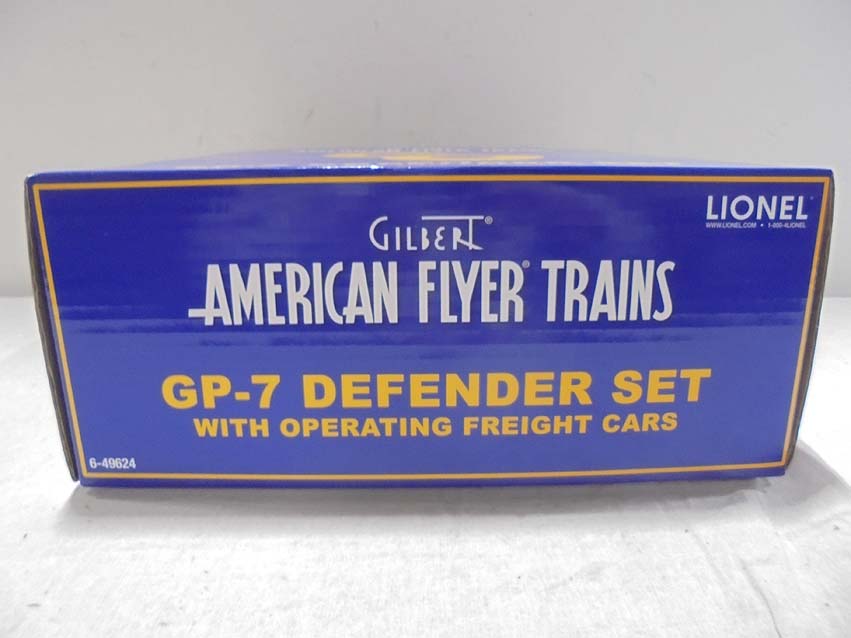 LIONEL
WWW.LIONEL.COM • 1-800-4LIONEL
GILBERT®
AMERICAN FLYER® TRAINS
GP-7 DEFENDER SET
WITH OPERATING FREIGHT CARS
6-49624